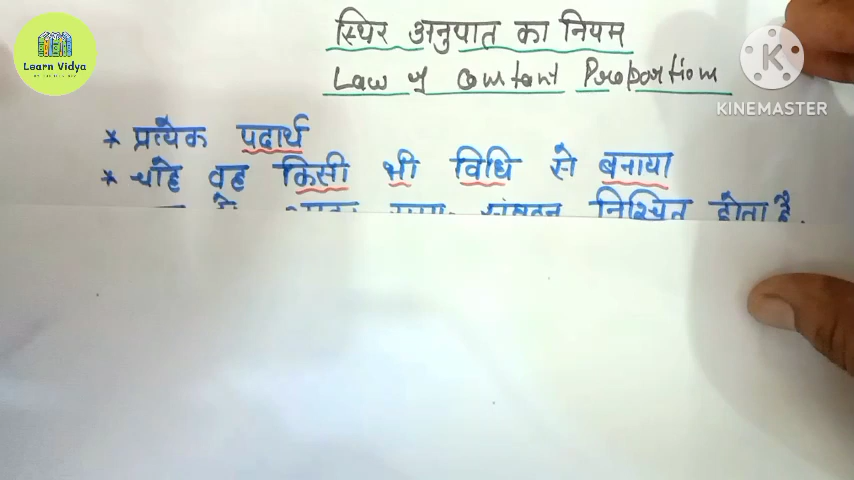 Learn Vidya
KINEMASTER
स्थिर अनुपात का नियम
Law of Constant Proportion
* प्रत्येक पदार्थ
* चाहे वह किसी भी विधि से बनाया
निश्चित होता है.